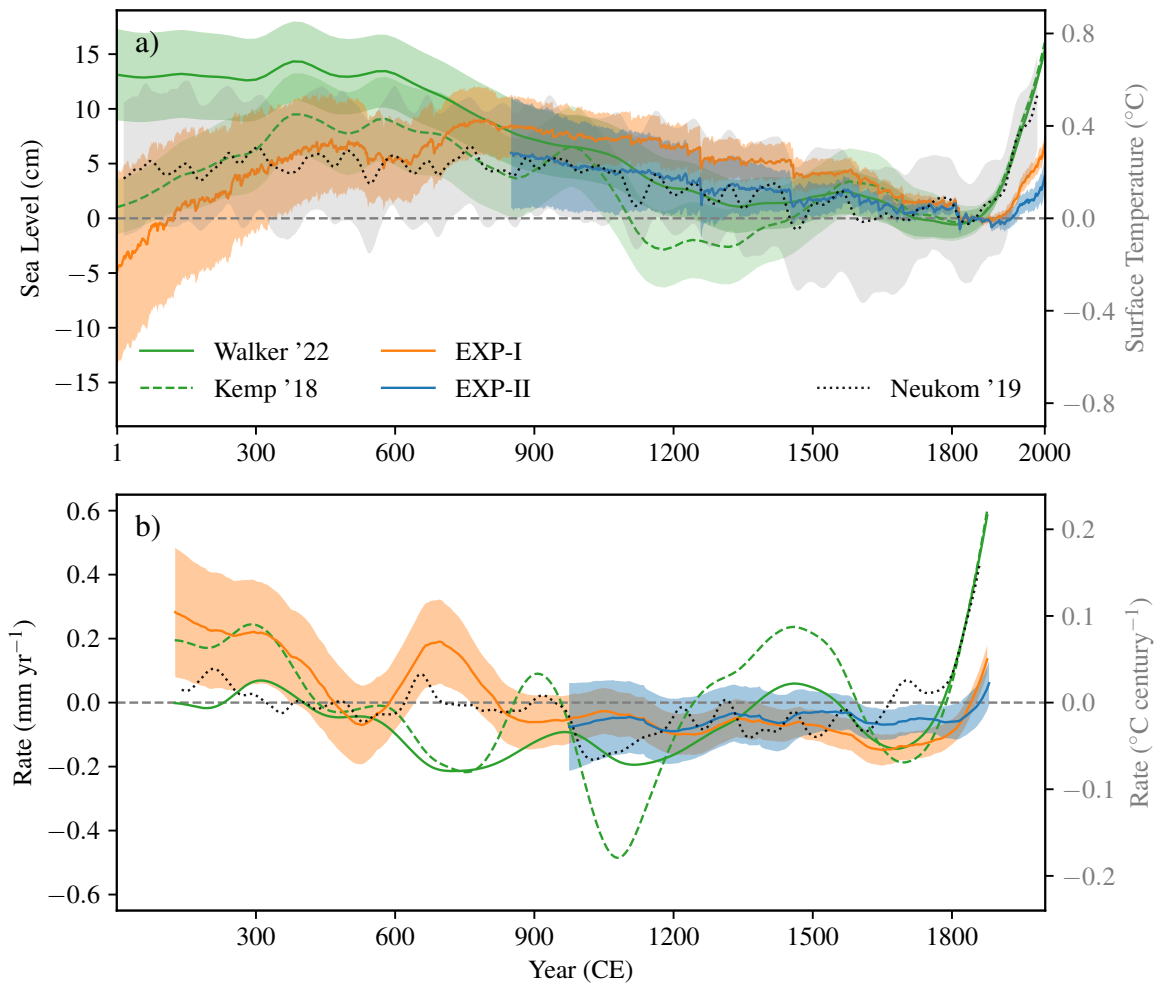 a)
15
10
5
0
−5
−10
−15
Sea Level (cm)
0.8
0.4
0.0
−0.4
−0.8
Surface Temperature (°C)
Walker ’22
Kemp ’18
EXP-I
EXP-II
Neukom ’19
1 300 600 900 1200 1500 1800 2000
b)
0.6
0.4
0.2
0.0
−0.2
−0.4
−0.6
Rate (mm yr⁻¹)
0.2
0.1
0.0
−0.1
−0.2
Rate (°C century⁻¹)
300 600 900 1200 1500 1800
Year (CE)